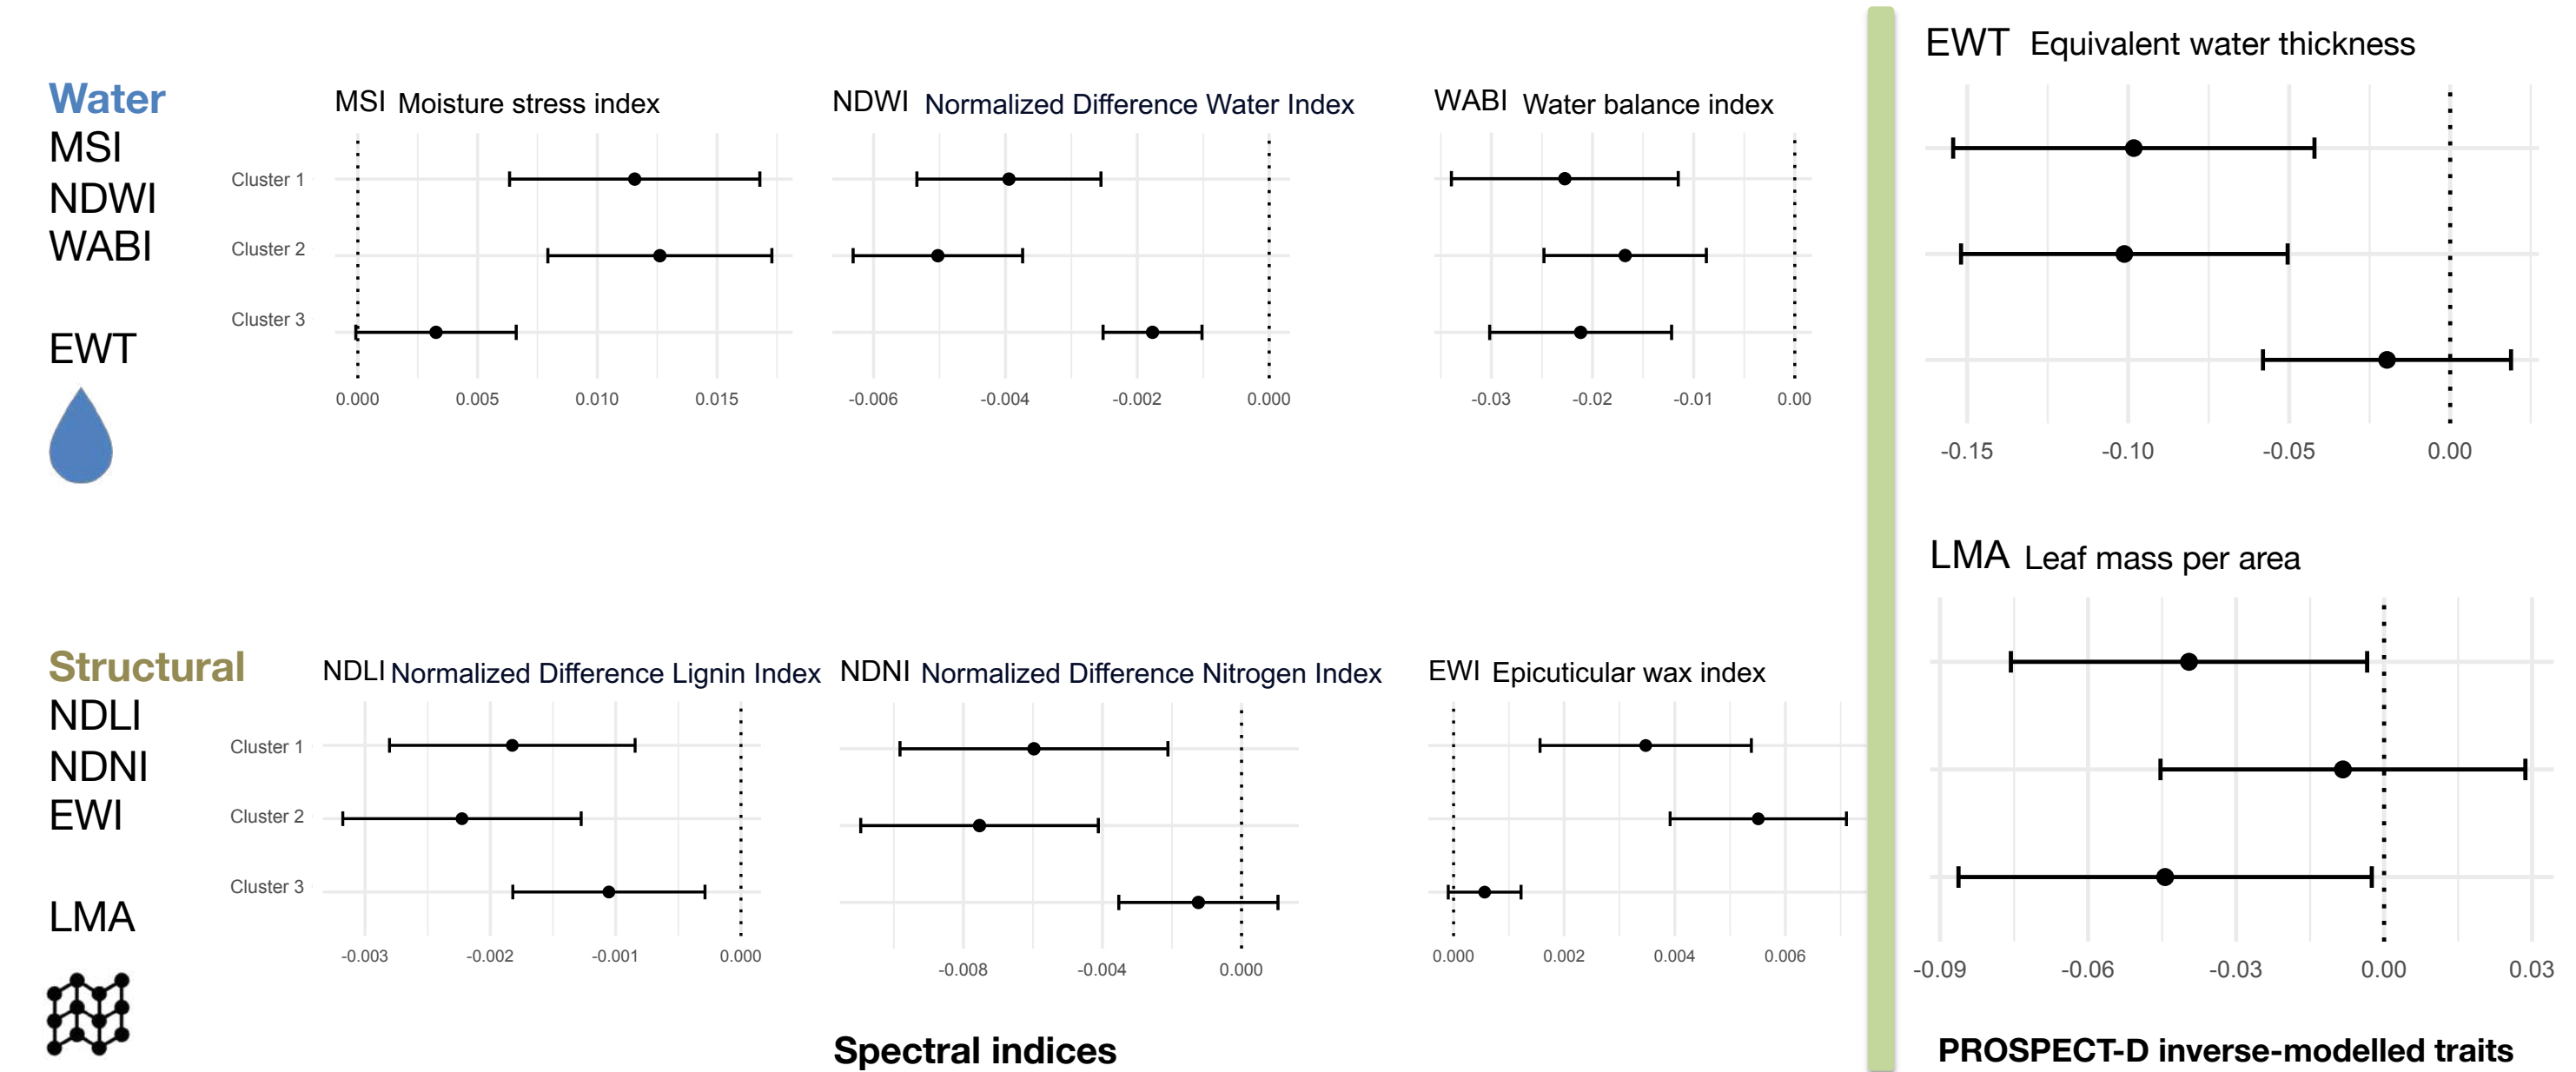 Water
MSI
NDWI
WABI
EWT
MSI Moisture stress index
Cluster 1
Cluster 2
Cluster 3
0.000 0.005 0.010 0.015
NDWI Normalized Difference Water Index
-0.006 -0.004 -0.002 0.000
WABI Water balance index
-0.03 -0.02 -0.01 0.00
EWT Equivalent water thickness
-0.15 -0.10 -0.05 0.00
Structural
NDLI
NDNI
EWI
LMA
NDLI Normalized Difference Lignin Index
Cluster 1
Cluster 2
Cluster 3
-0.003 -0.002 -0.001 0.000
NDNI Normalized Difference Nitrogen Index
-0.008 -0.004 0.000
EWI Epicuticular wax index
0.000 0.002 0.004 0.006
LMA Leaf mass per area
-0.09 -0.06 -0.03 0.00 0.03
Spectral indices
PROSPECT-D inverse-modelled traits